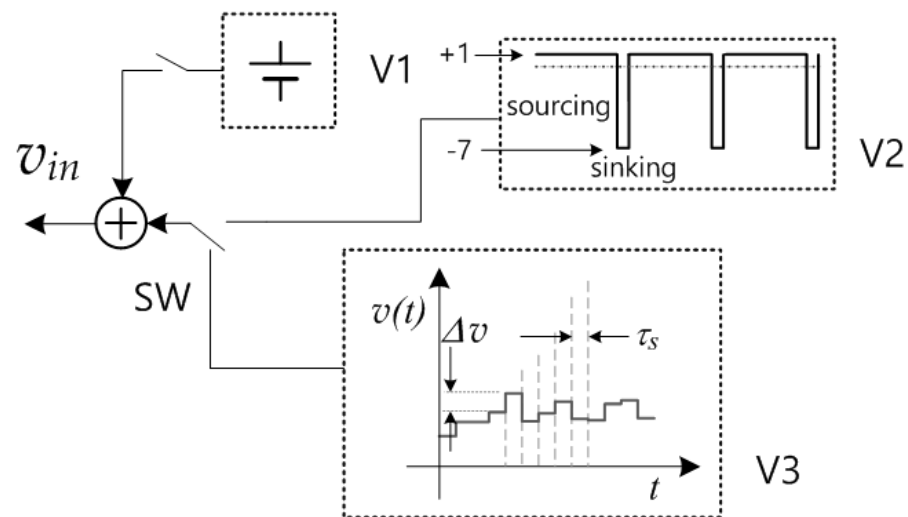 V1
+1
sourcing
-7
sinking
V2
v_in
SW
v(t)
Δv
τ_s
t
V3